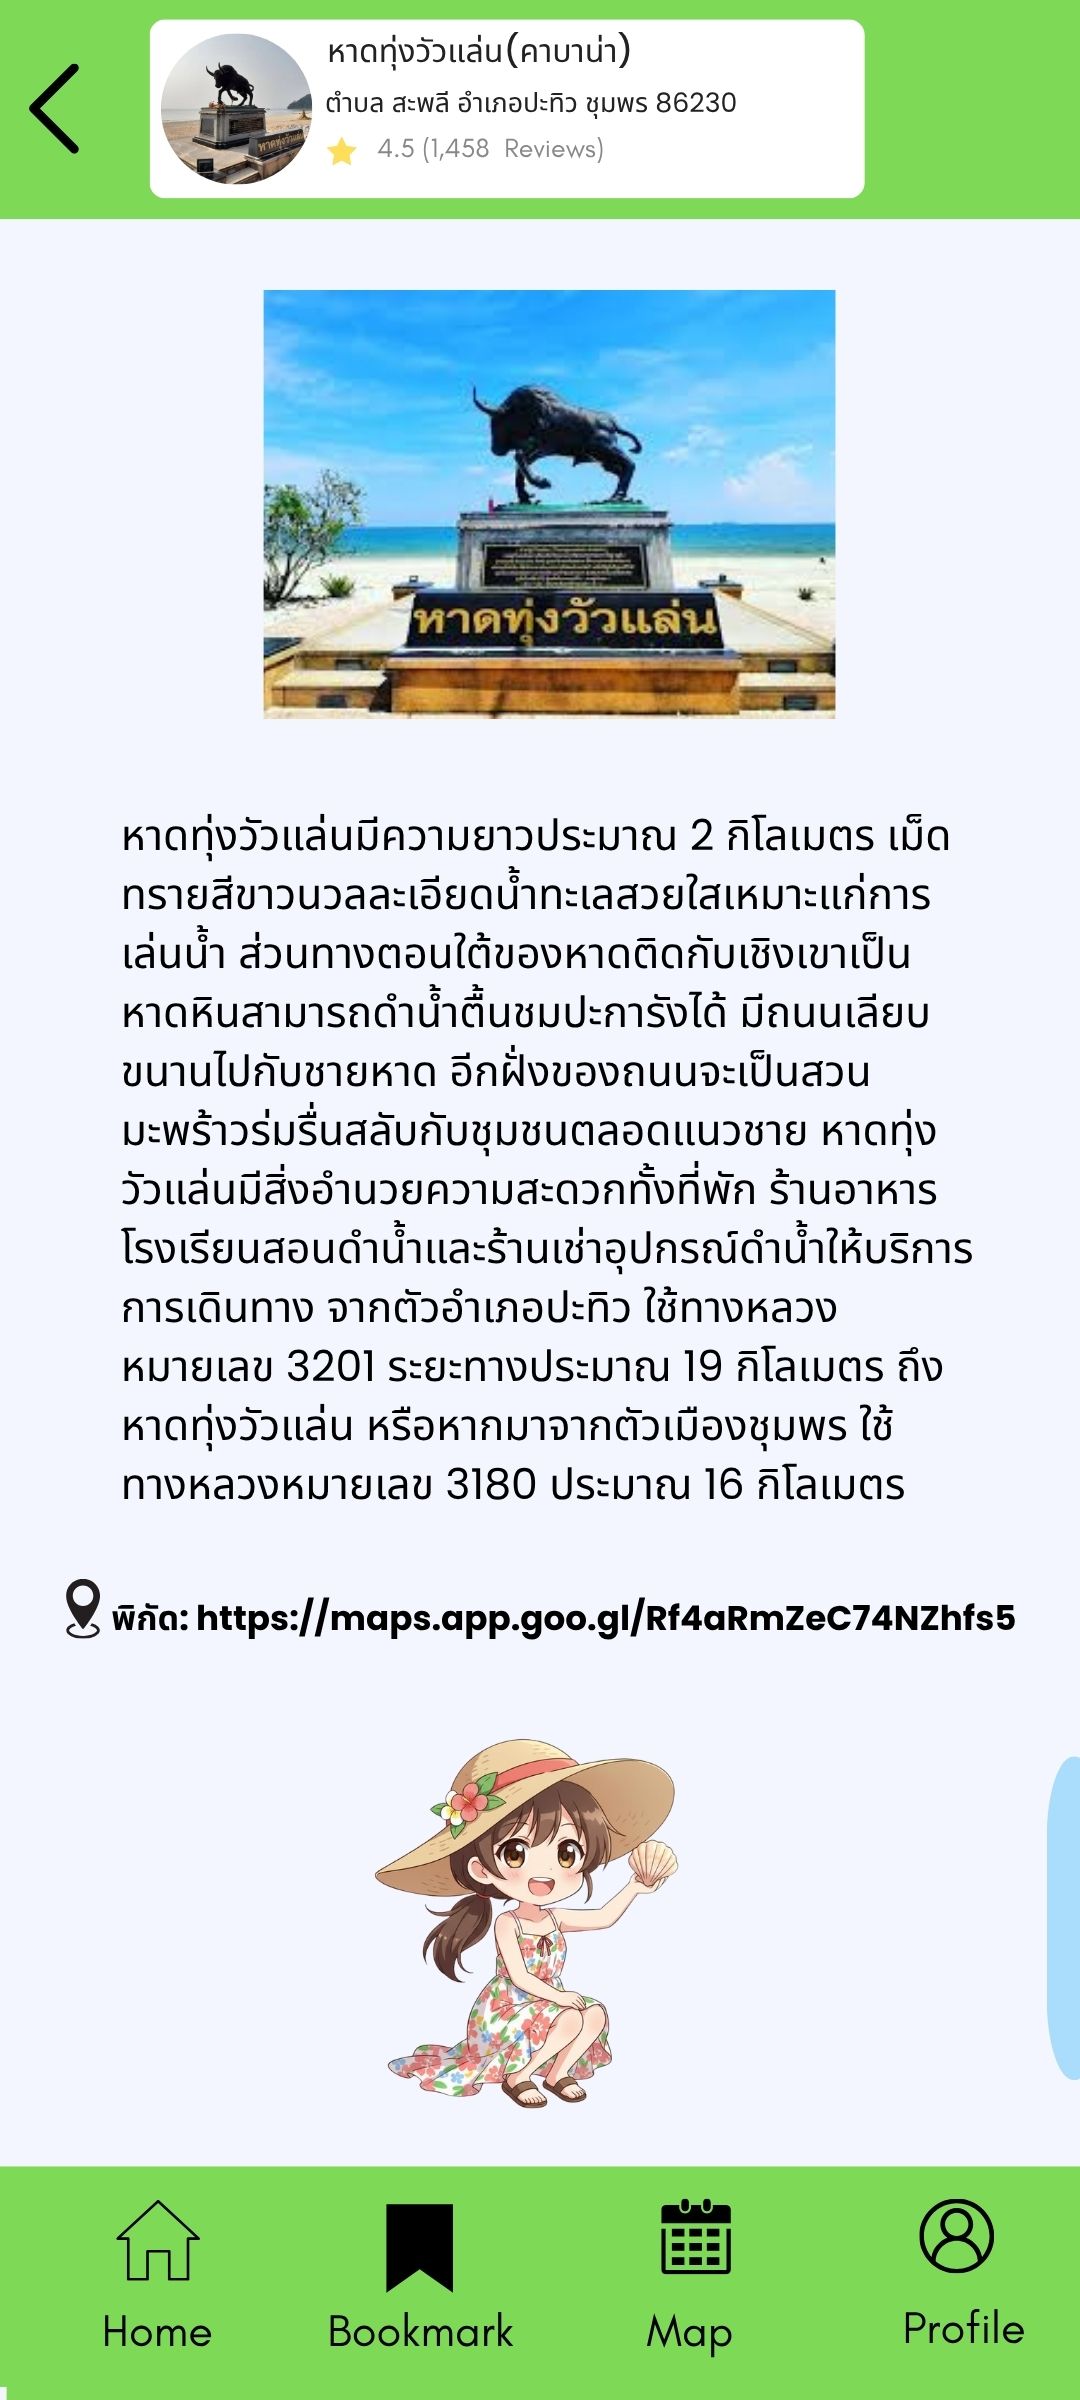 หาดทุ่งวัวแล่น(คาบาน่า)
ตำบล สะพลี อำเภอปะทิว ชุมพร 86230
4.5 (1,458 Reviews)
หาดทุ่งวัวแล่น
หาดทุ่งวัวแล่นมีความยาวประมาณ 2 กิโลเมตร เม็ด
ทรายสีขาวนวลละเอียดน้ำทะเลสวยใสเหมาะแก่การ
เล่นน้ำ ส่วนทางตอนใต้ของหาดติดกับเชิงเขาเป็น
หาดหินสามารถดำน้ำตื้นชมปะการังได้ มีถนนเลียบ
ขนานไปกับชายหาด อีกฝั่งของถนนจะเป็นสวน
มะพร้าวร่มรื่นสลับกับชุมชนตลอดแนวชาย หาดทุ่ง
วัวแล่นมีสิ่งอำนวยความสะดวกทั้งที่พัก ร้านอาหาร
โรงเรียนสอนดำน้ำและร้านเช่าอุปกรณ์ดำน้ำให้บริการ
การเดินทาง จากตัวอำเภอปะทิว ใช้ทางหลวง
หมายเลข 3201 ระยะทางประมาณ 19 กิโลเมตร ถึง
หาดทุ่งวัวแล่น หรือหากมาจากตัวเมืองชุมพร ใช้
ทางหลวงหมายเลข 3180 ประมาณ 16 กิโลเมตร
พิกัด: https://maps.app.goo.gl/Rf4aRmZeC74NZhfs5
Home
Bookmark
Map
Profile